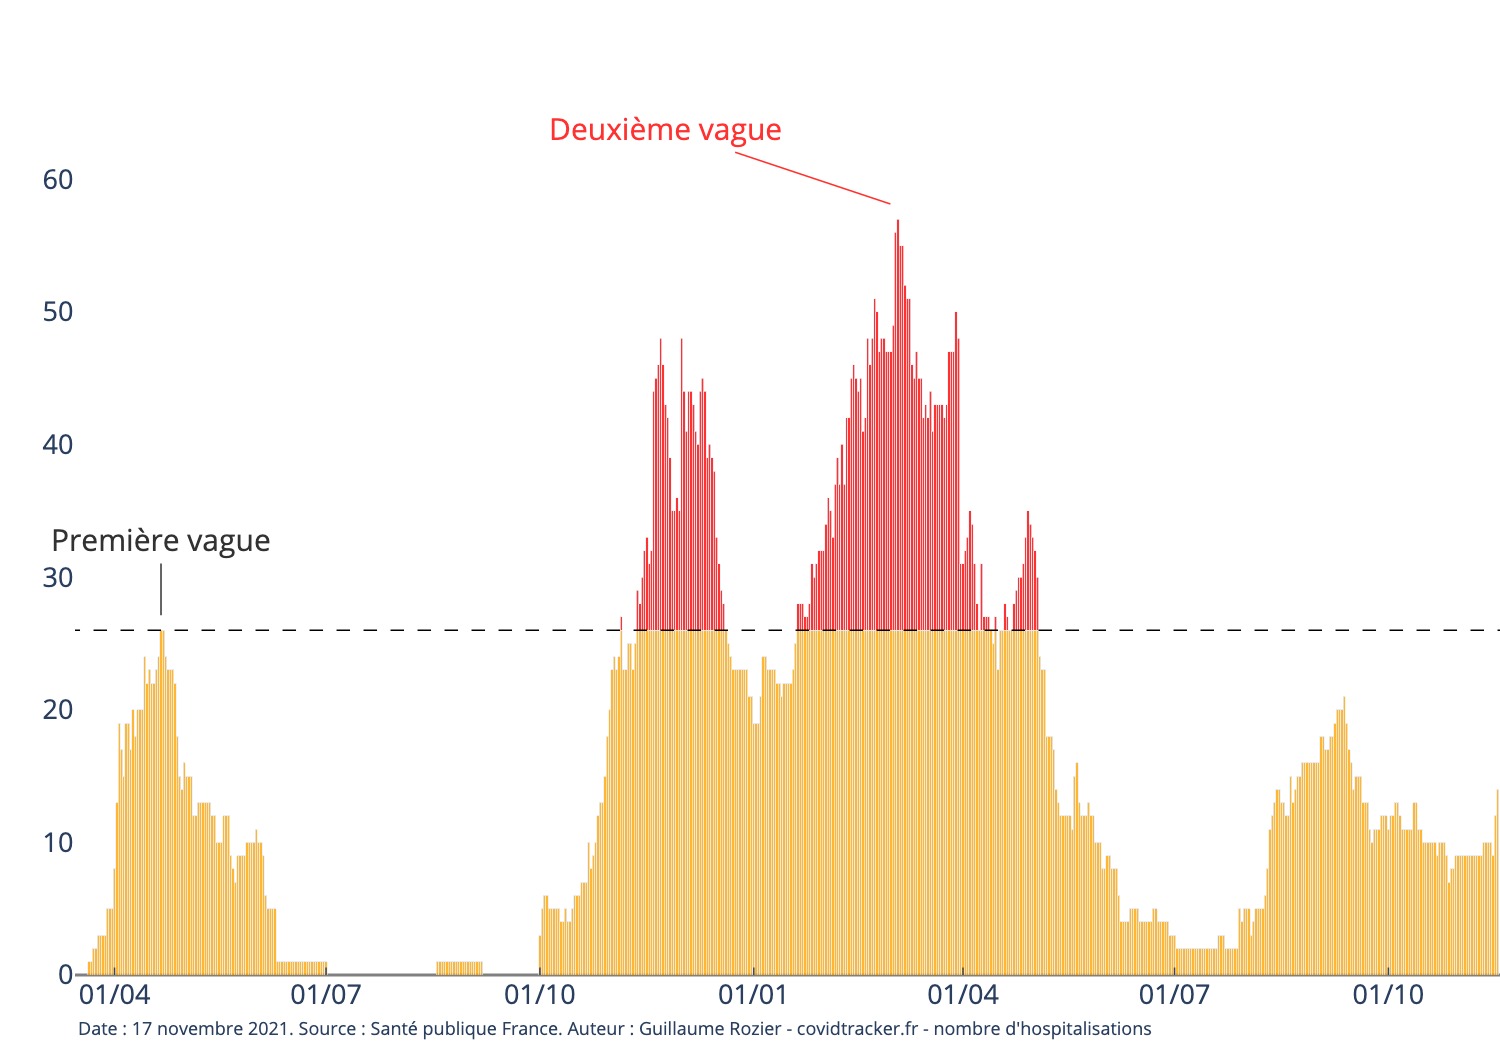 Deuxième vague
60
50
40
Première vague
30
20
10
0
01/04 01/07 01/10 01/01 01/04 01/07 01/10
Date : 17 novembre 2021. Source : Santé publique France. Auteur : Guillaume Rozier - covidtracker.fr - nombre d'hospitalisations